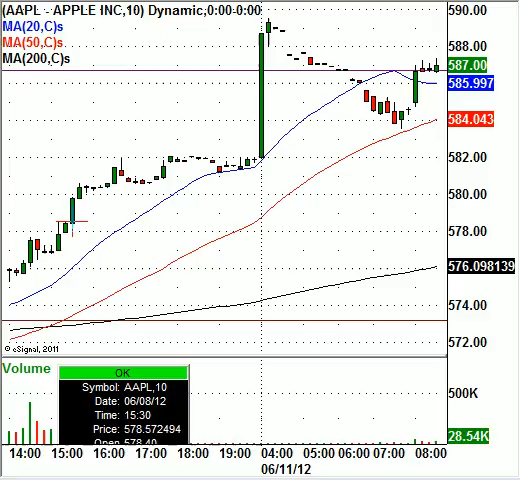 (AAPL - APPLE INC,10) Dynamic,0:00-0:00
MA(20,C)s
MA(50,C)s
MA(200,C)s
590.00
588.00
587.00
585.997
584.043
582.00
580.00
578.00
576.098139
574.00
572.00
© eSignal, 2011
Volume
OK
Symbol: AAPL,10
Date: 06/08/12
Time: 15:30
Price: 578.572494
Open 578.40
500K
28.54K
14:00 15:00 16:00 17:00 18:00 19:00 04:00 05:00 06:00 07:00 08:00
06/11/12